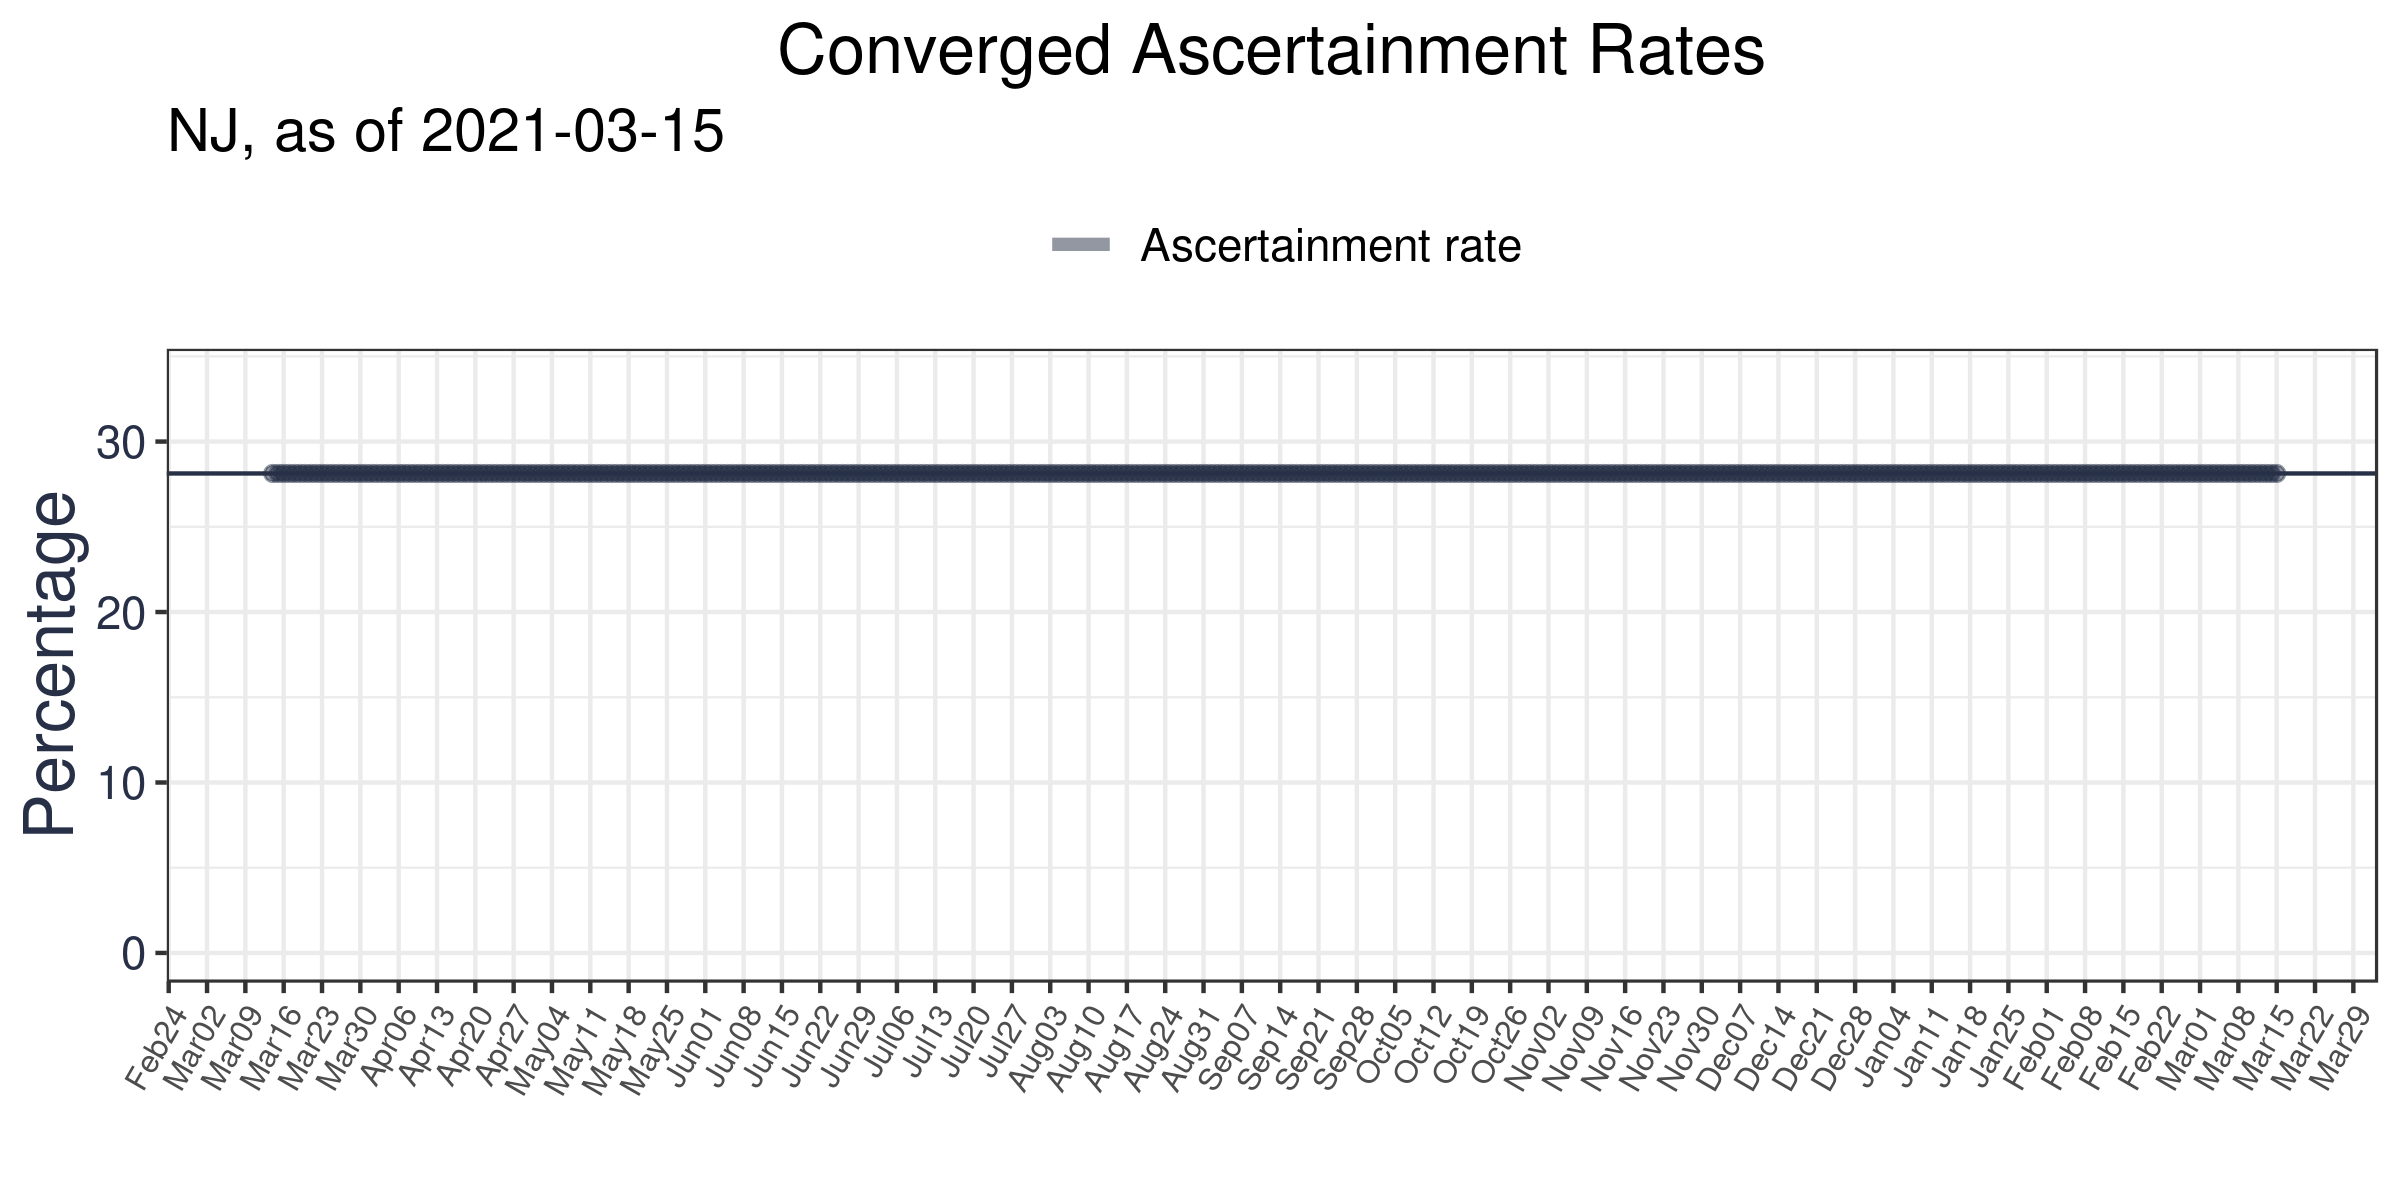 Converged Ascertainment Rates
NJ, as of 2021-03-15
Ascertainment rate
Percentage
30
20
10
0
Feb24 Mar02 Mar09 Mar16 Mar23 Mar30 Apr06 Apr13 Apr20 Apr27 May04 May11 May18 May25 Jun01 Jun08 Jun15 Jun22 Jun29 Jul06 Jul13 Jul20 Jul27 Aug03 Aug10 Aug17 Aug24 Aug31 Sep07 Sep14 Sep21 Sep28 Oct05 Oct12 Oct19 Oct26 Nov02 Nov09 Nov16 Nov23 Nov30 Dec07 Dec14 Dec21 Dec28 Jan04 Jan11 Jan18 Jan25 Feb01 Feb08 Feb15 Feb22 Mar01 Mar08 Mar15 Mar22 Mar29